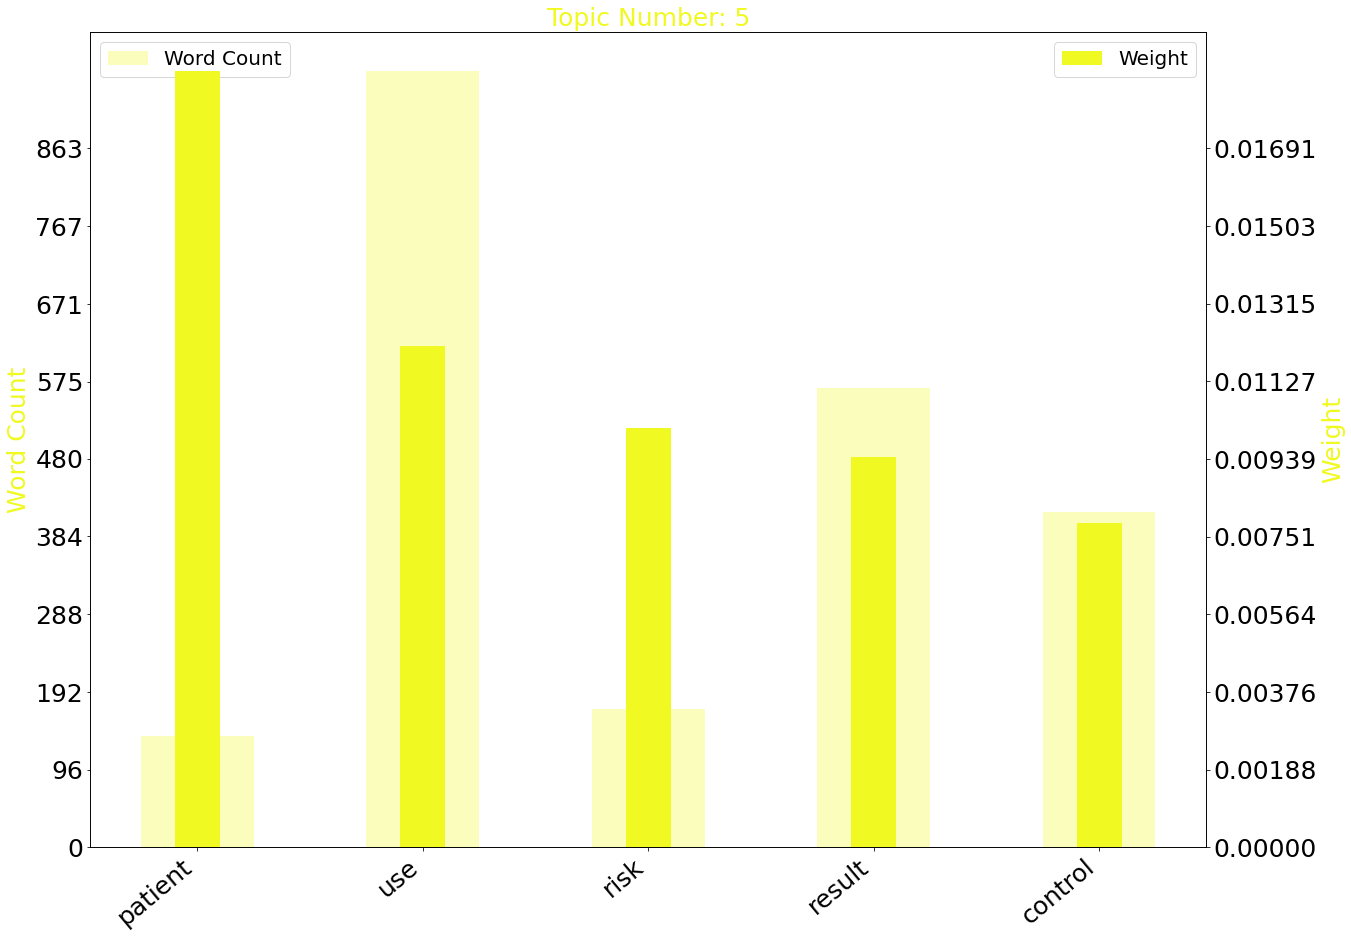 Topic Number: 5
Word Count
Weight
863
767
671
575
480
384
288
192
96
0
0.01691
0.01503
0.01315
0.01127
0.00939
0.00751
0.00564
0.00376
0.00188
0.00000
Word Count
Weight
patient
use
risk
result
control